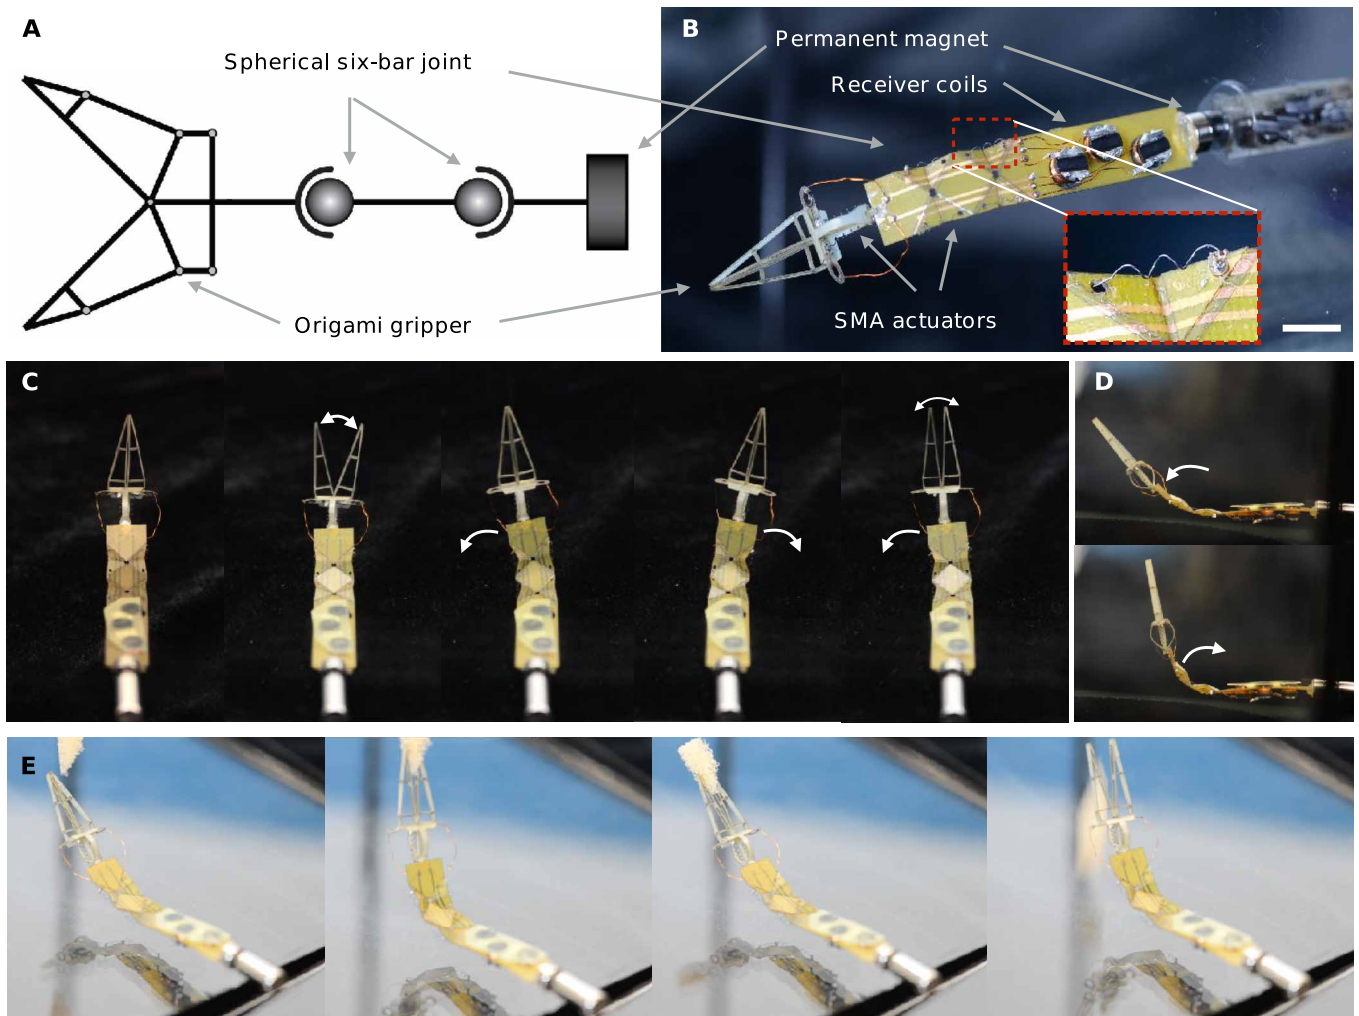 A
Spherical six-bar joint
Origami gripper
B
Permanent magnet
Receiver coils
SMA actuators
C
D
E